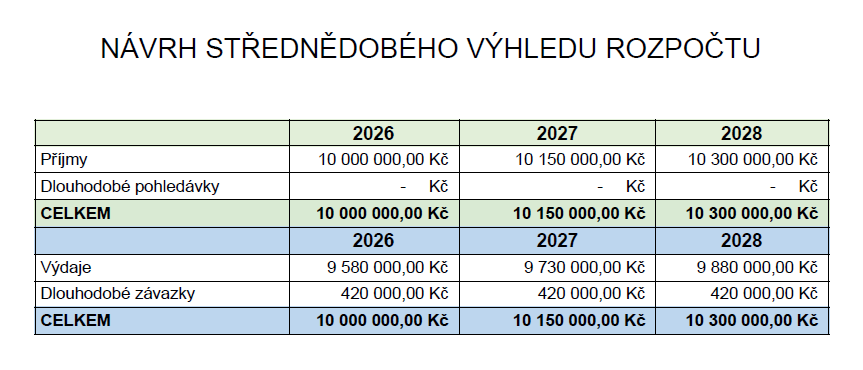 NÁVRH STŘEDNĚDOBÉHO VÝHLEDU ROZPOČTU
2026 2027 2028
Příjmy 10 000 000,00 Kč 10 150 000,00 Kč 10 300 000,00 Kč
Dlouhodobé pohledávky - Kč - Kč - Kč
CELKEM 10 000 000,00 Kč 10 150 000,00 Kč 10 300 000,00 Kč
2026 2027 2028
Výdaje 9 580 000,00 Kč 9 730 000,00 Kč 9 880 000,00 Kč
Dlouhodobé závazky 420 000,00 Kč 420 000,00 Kč 420 000,00 Kč
CELKEM 10 000 000,00 Kč 10 150 000,00 Kč 10 300 000,00 Kč